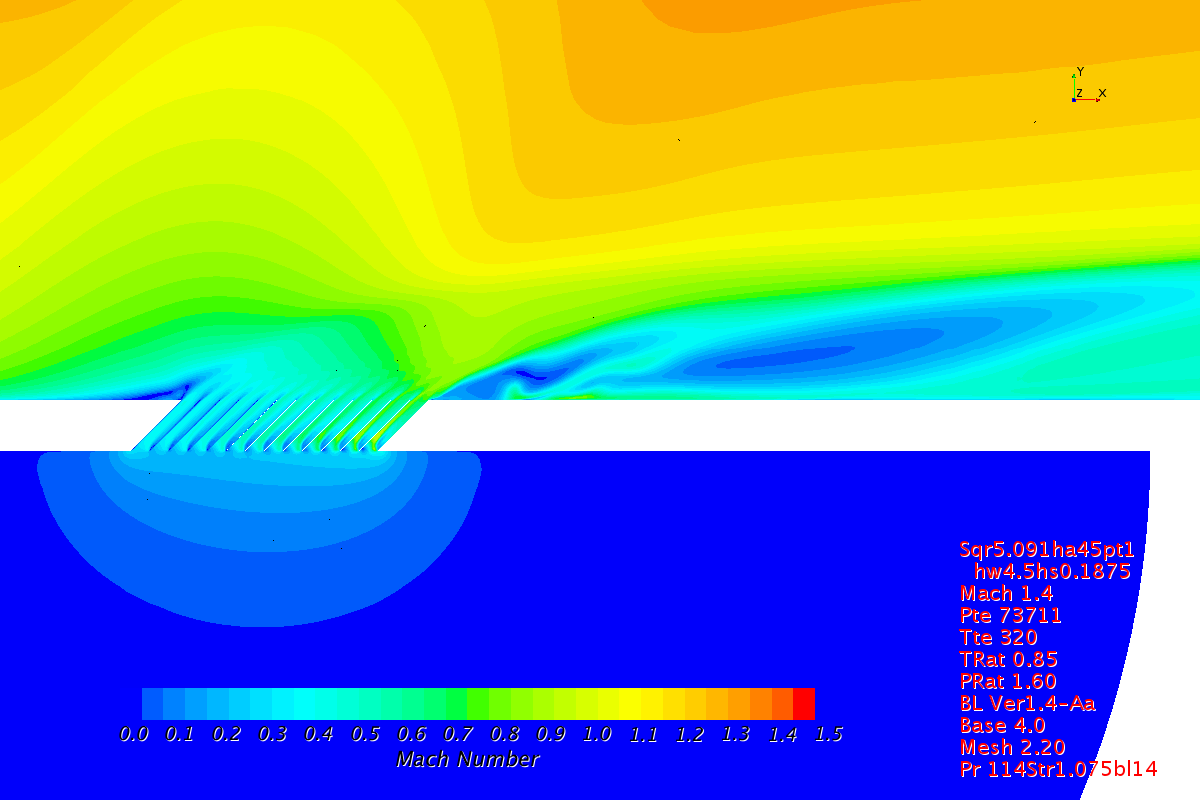 Y
Z X
Sqr5.091ha45pt1
hw4.5hs0.1875
Mach 1.4
Pte 73711
Tte 320
TRat 0.85
PRat 1.60
BL Ver1.4-Aa
Base 4.0
Mesh 2.20
Pr 114Str1.075bl14
0.0 0.1 0.2 0.3 0.4 0.5 0.6 0.7 0.8 0.9 1.0 1.1 1.2 1.3 1.4 1.5
Mach Number